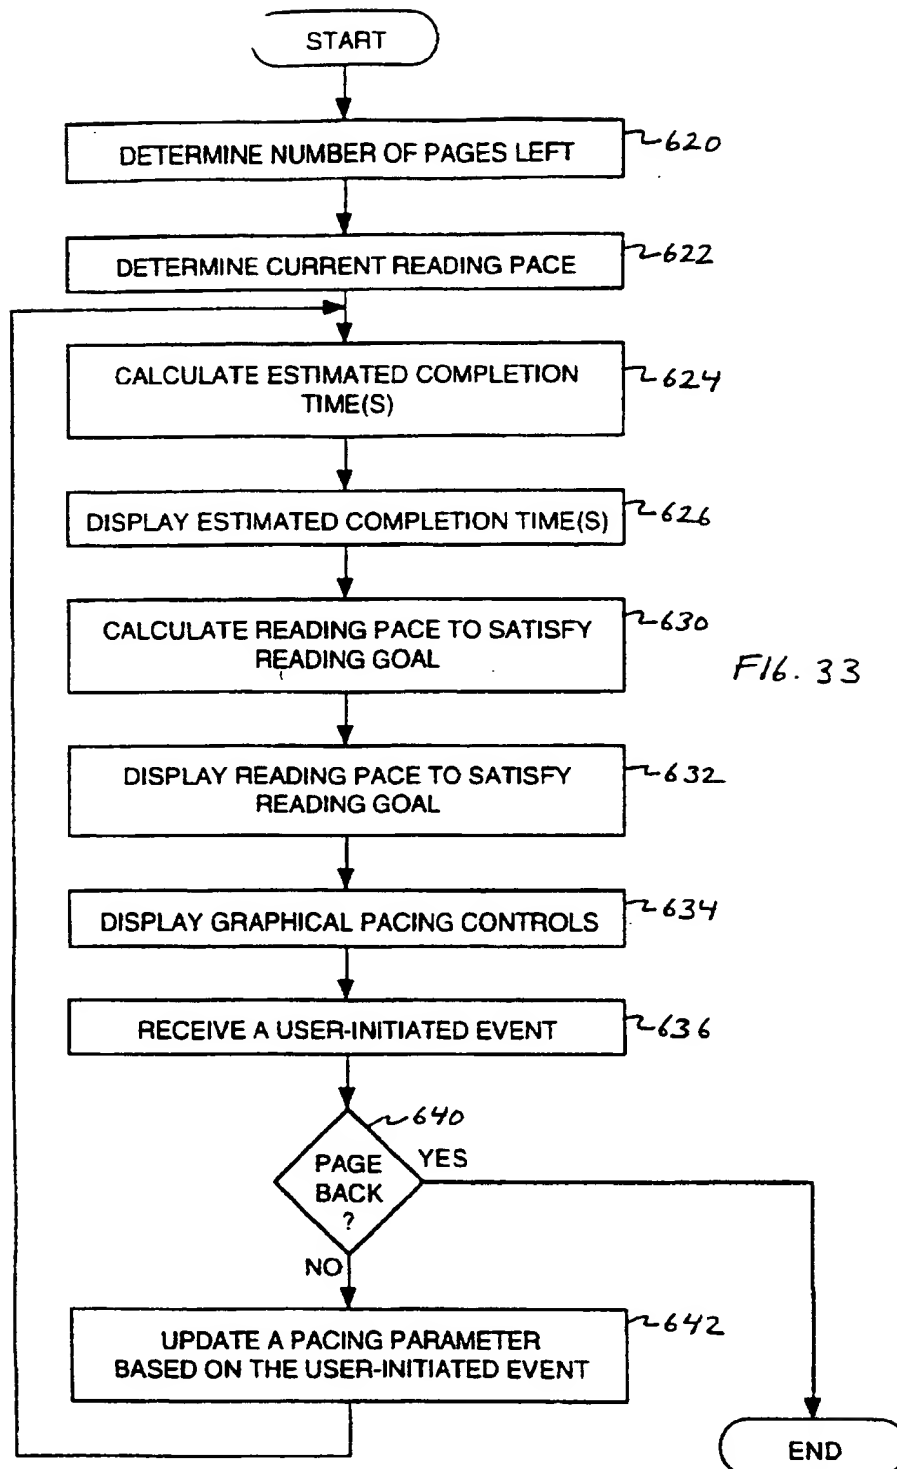 START
DETERMINE NUMBER OF PAGES LEFT
620
DETERMINE CURRENT READING PACE
622
CALCULATE ESTIMATED COMPLETION
TIME(S)
624
DISPLAY ESTIMATED COMPLETION TIME(S)
626
CALCULATE READING PACE TO SATISFY
READING GOAL
630
FIG. 33
DISPLAY READING PACE TO SATISFY
READING GOAL
632
DISPLAY GRAPHICAL PACING CONTROLS
634
RECEIVE A USER-INITIATED EVENT
636
640
PAGE
BACK
?
YES
NO
UPDATE A PACING PARAMETER
BASED ON THE USER-INITIATED EVENT
642
END